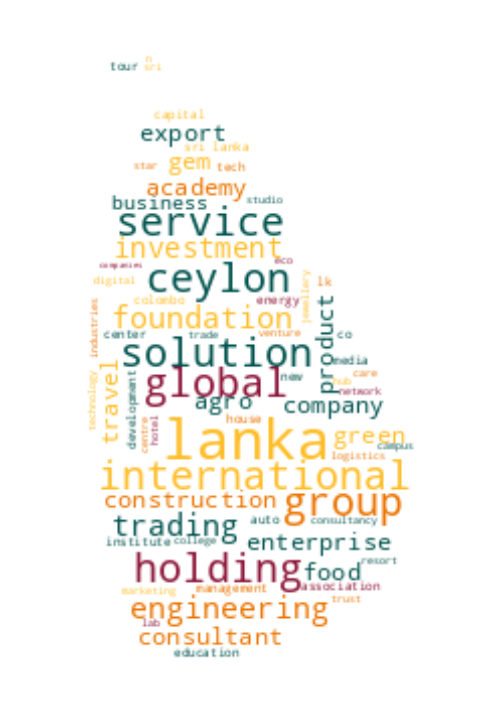 n
tour sri
capital
export
sri lanka
star gem tech
academy
business studio
service
investment
companies eco
ceylon
digital jewellery lk
colombo energy
industries foundation product
center trade venture co
solution media
technology travel development global new hub care
network
agro company
centre hotel house
lanka green
campus
logistics
international
construction group
trading auto consultancy
institute college enterprise
holding food resort
association
marketing management
trust
engineering
lab
consultant
education